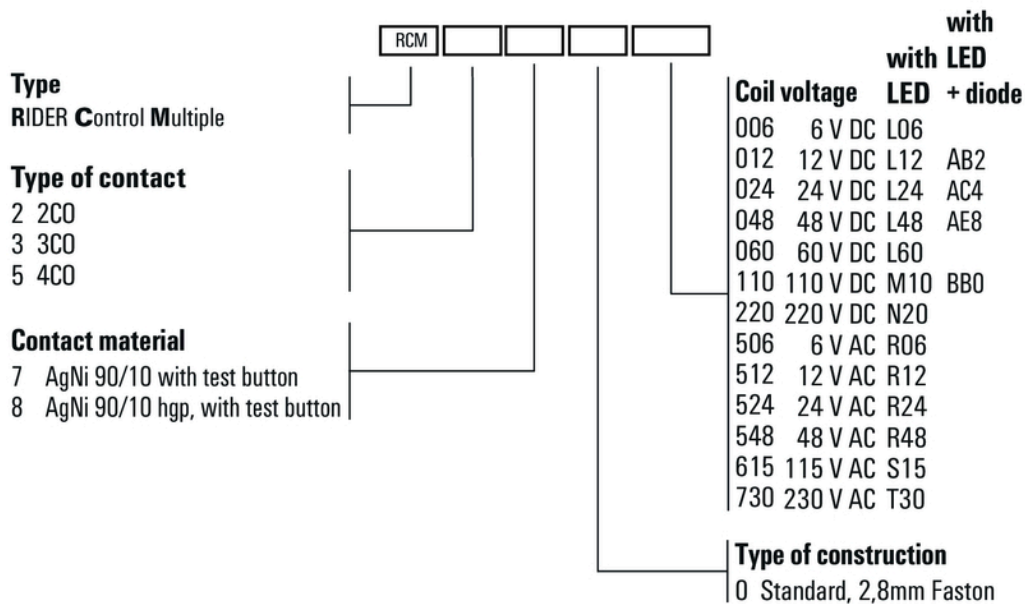 RCM
Type
RIDER Control Multiple
Type of contact
2 2CO
3 3CO
5 4CO
Contact material
7 AgNi 90/10 with test button
8 AgNi 90/10 hgp, with test button
with
with LED
Coil voltage LED + diode
006 6 V DC L06
012 12 V DC L12 AB2
024 24 V DC L24 AC4
048 48 V DC L48 AE8
060 60 V DC L60
110 110 V DC M10 BB0
220 220 V DC N20
506 6 V AC R06
512 12 V AC R12
524 24 V AC R24
548 48 V AC R48
615 115 V AC S15
730 230 V AC T30
Type of construction
0 Standard, 2,8mm Faston